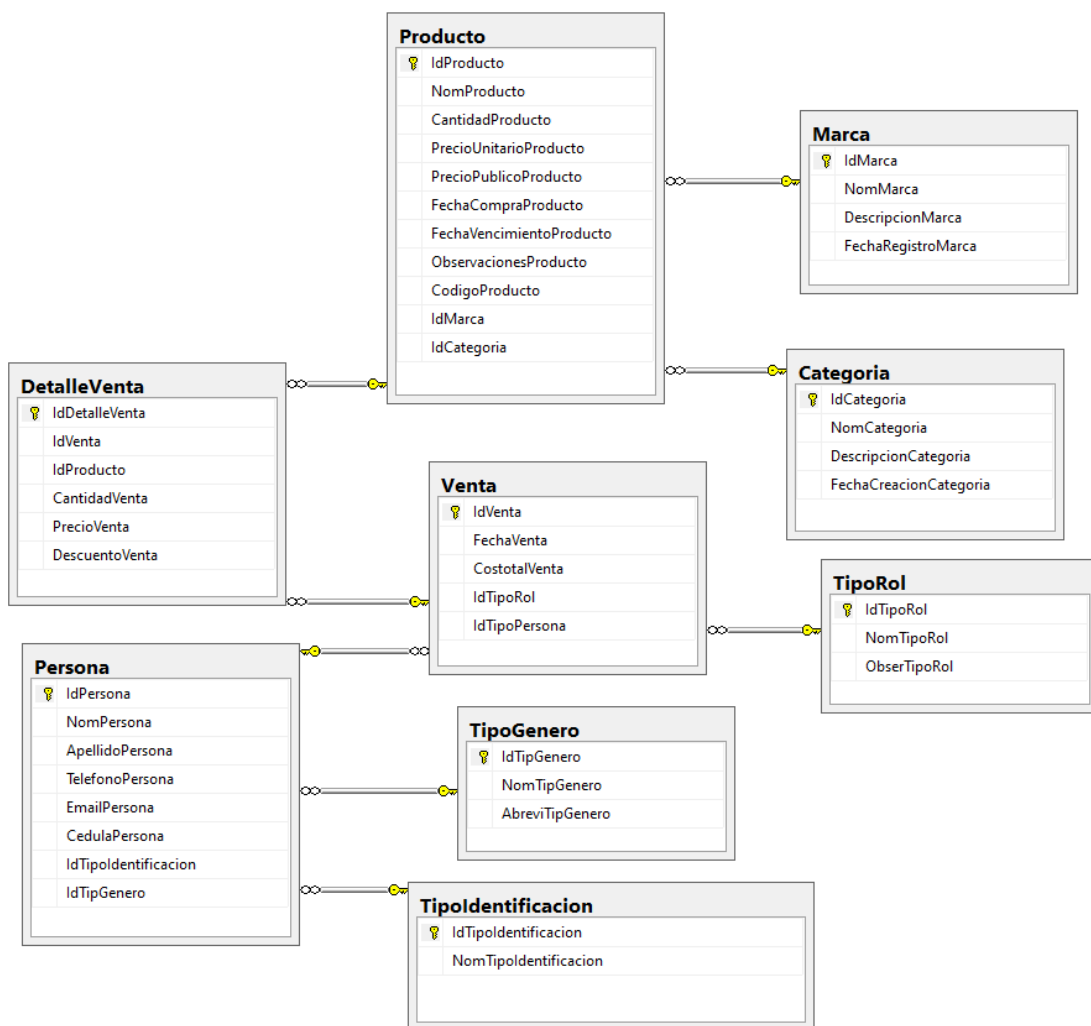 Producto
IdProducto
NomProducto
CantidadProducto
PrecioUnitarioProducto
PrecioPublicoProducto
FechaCompraProducto
FechaVencimientoProducto
ObservacionesProducto
CodigoProducto
IdMarca
IdCategoria
Marca
IdMarca
NomMarca
DescripcionMarca
FechaRegistroMarca
DetalleVenta
IdDetalleVenta
IdVenta
IdProducto
CantidadVenta
PrecioVenta
DescuentoVenta
Categoria
IdCategoria
NomCategoria
DescripcionCategoria
FechaCreacionCategoria
Venta
IdVenta
FechaVenta
CostotalVenta
IdTipoRol
IdTipoPersona
TipoRol
IdTipoRol
NomTipoRol
ObserTipoRol
Persona
IdPersona
NomPersona
ApellidoPersona
TelefonoPersona
EmailPersona
CedulaPersona
IdTipoIdentificacion
IdTipGenero
TipoGenero
IdTipGenero
NomTipGenero
AbreviTipGenero
TipoIdentificacion
IdTipoIdentificacion
NomTipoIdentificacion